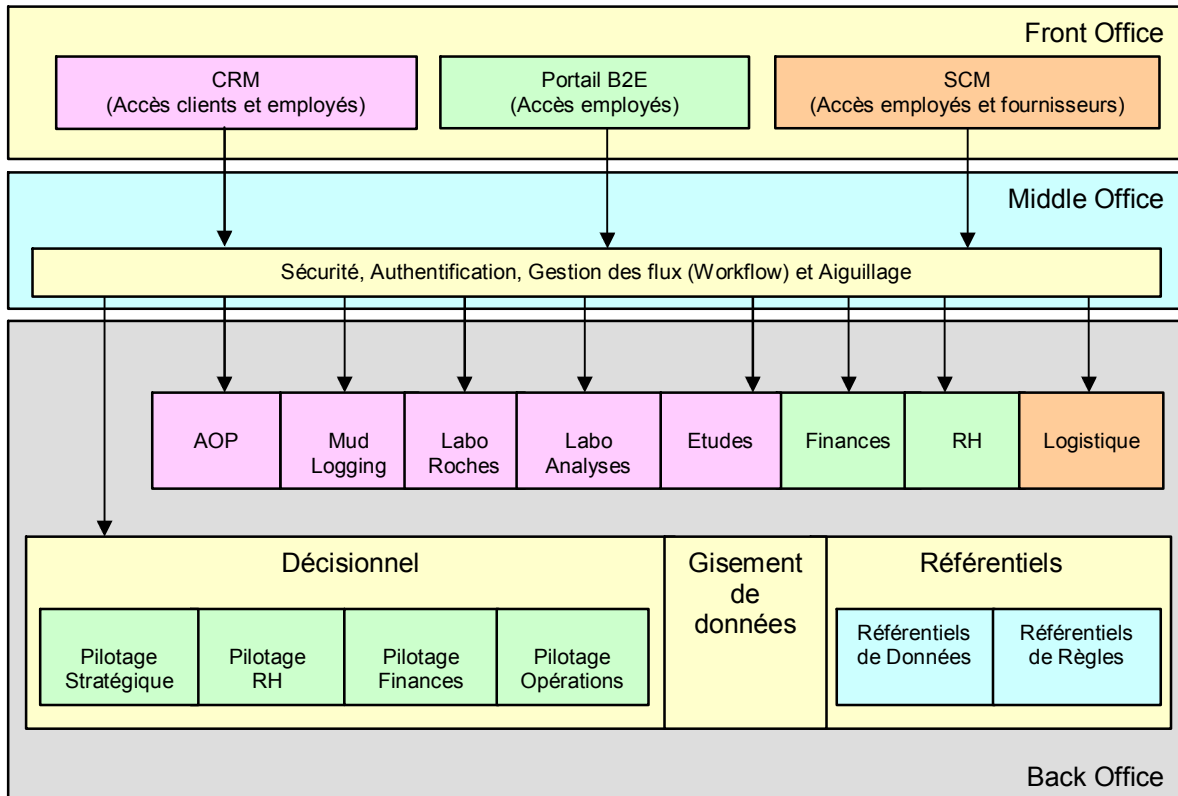 Front Office
CRM
(Accès clients et employés)
Portail B2E
(Accès employés)
SCM
(Accès employés et fournisseurs)
Middle Office
Sécurité, Authentification, Gestion des flux (Workflow) et Aiguillage
AOP
Mud
Logging
Labo
Roches
Labo
Analyses
Etudes
Finances
RH
Logistique
Décisionnel
Pilotage
Stratégique
Pilotage
RH
Pilotage
Finances
Pilotage
Opérations
Gisement
de
données
Référentiels
Référentiels
de Données
Référentiels
de Règles
Back Office